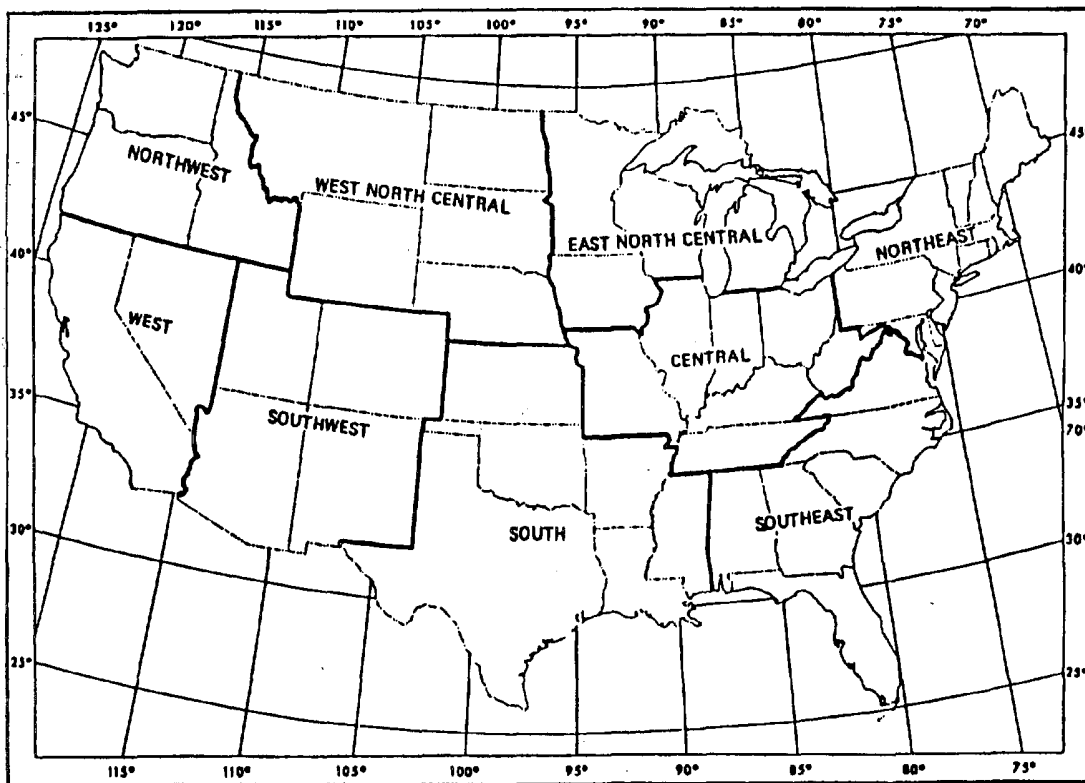 125° 120° 115° 110° 105° 100° 95° 90° 85° 80° 75° 70°
45° 45°
NORTHWEST
WEST NORTH CENTRAL
EAST NORTH CENTRAL
NORTHEAST
40° 40°
WEST
CENTRAL
35° 35°
70°
SOUTHWEST
SOUTH
SOUTHEAST
30° 30°
25° 25°
115° 110° 105° 100° 95° 90° 85° 80° 75°